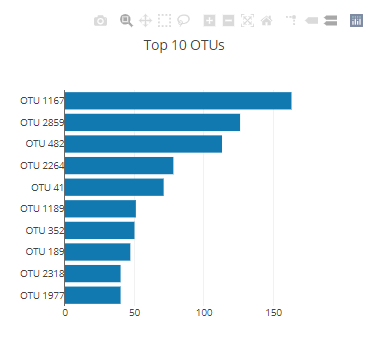 Top 10 OTUs
OTU 1167
OTU 2859
OTU 482
OTU 2264
OTU 41
OTU 1189
OTU 352
OTU 189
OTU 2318
OTU 1977
0 50 100 150